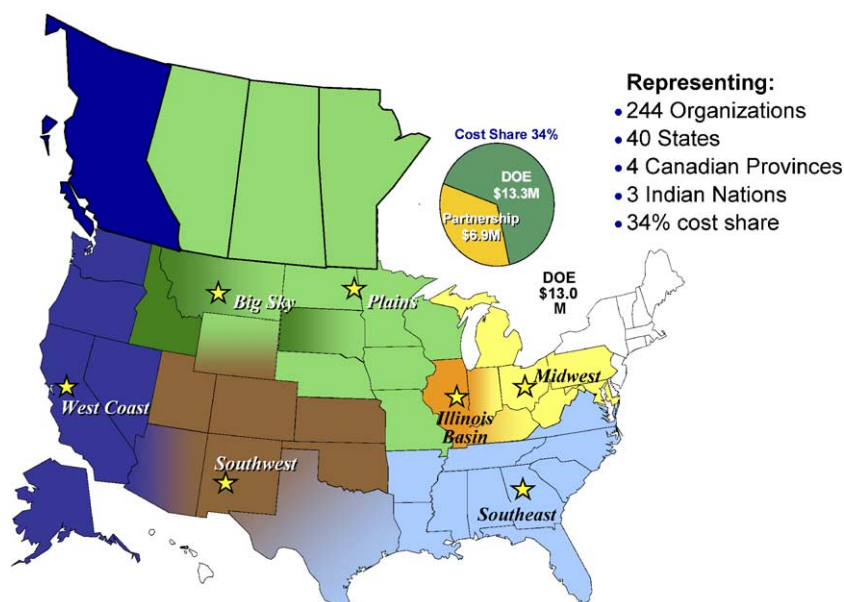 Representing:
• 244 Organizations
• 40 States
• 4 Canadian Provinces
• 3 Indian Nations
• 34% cost share
Cost Share 34%
DOE
$13.3M
Partnership
$6.9M
DOE
$13.0
M
Big Sky
Plains
West Coast
Midwest
Illinois
Basin
Southwest
Southeast